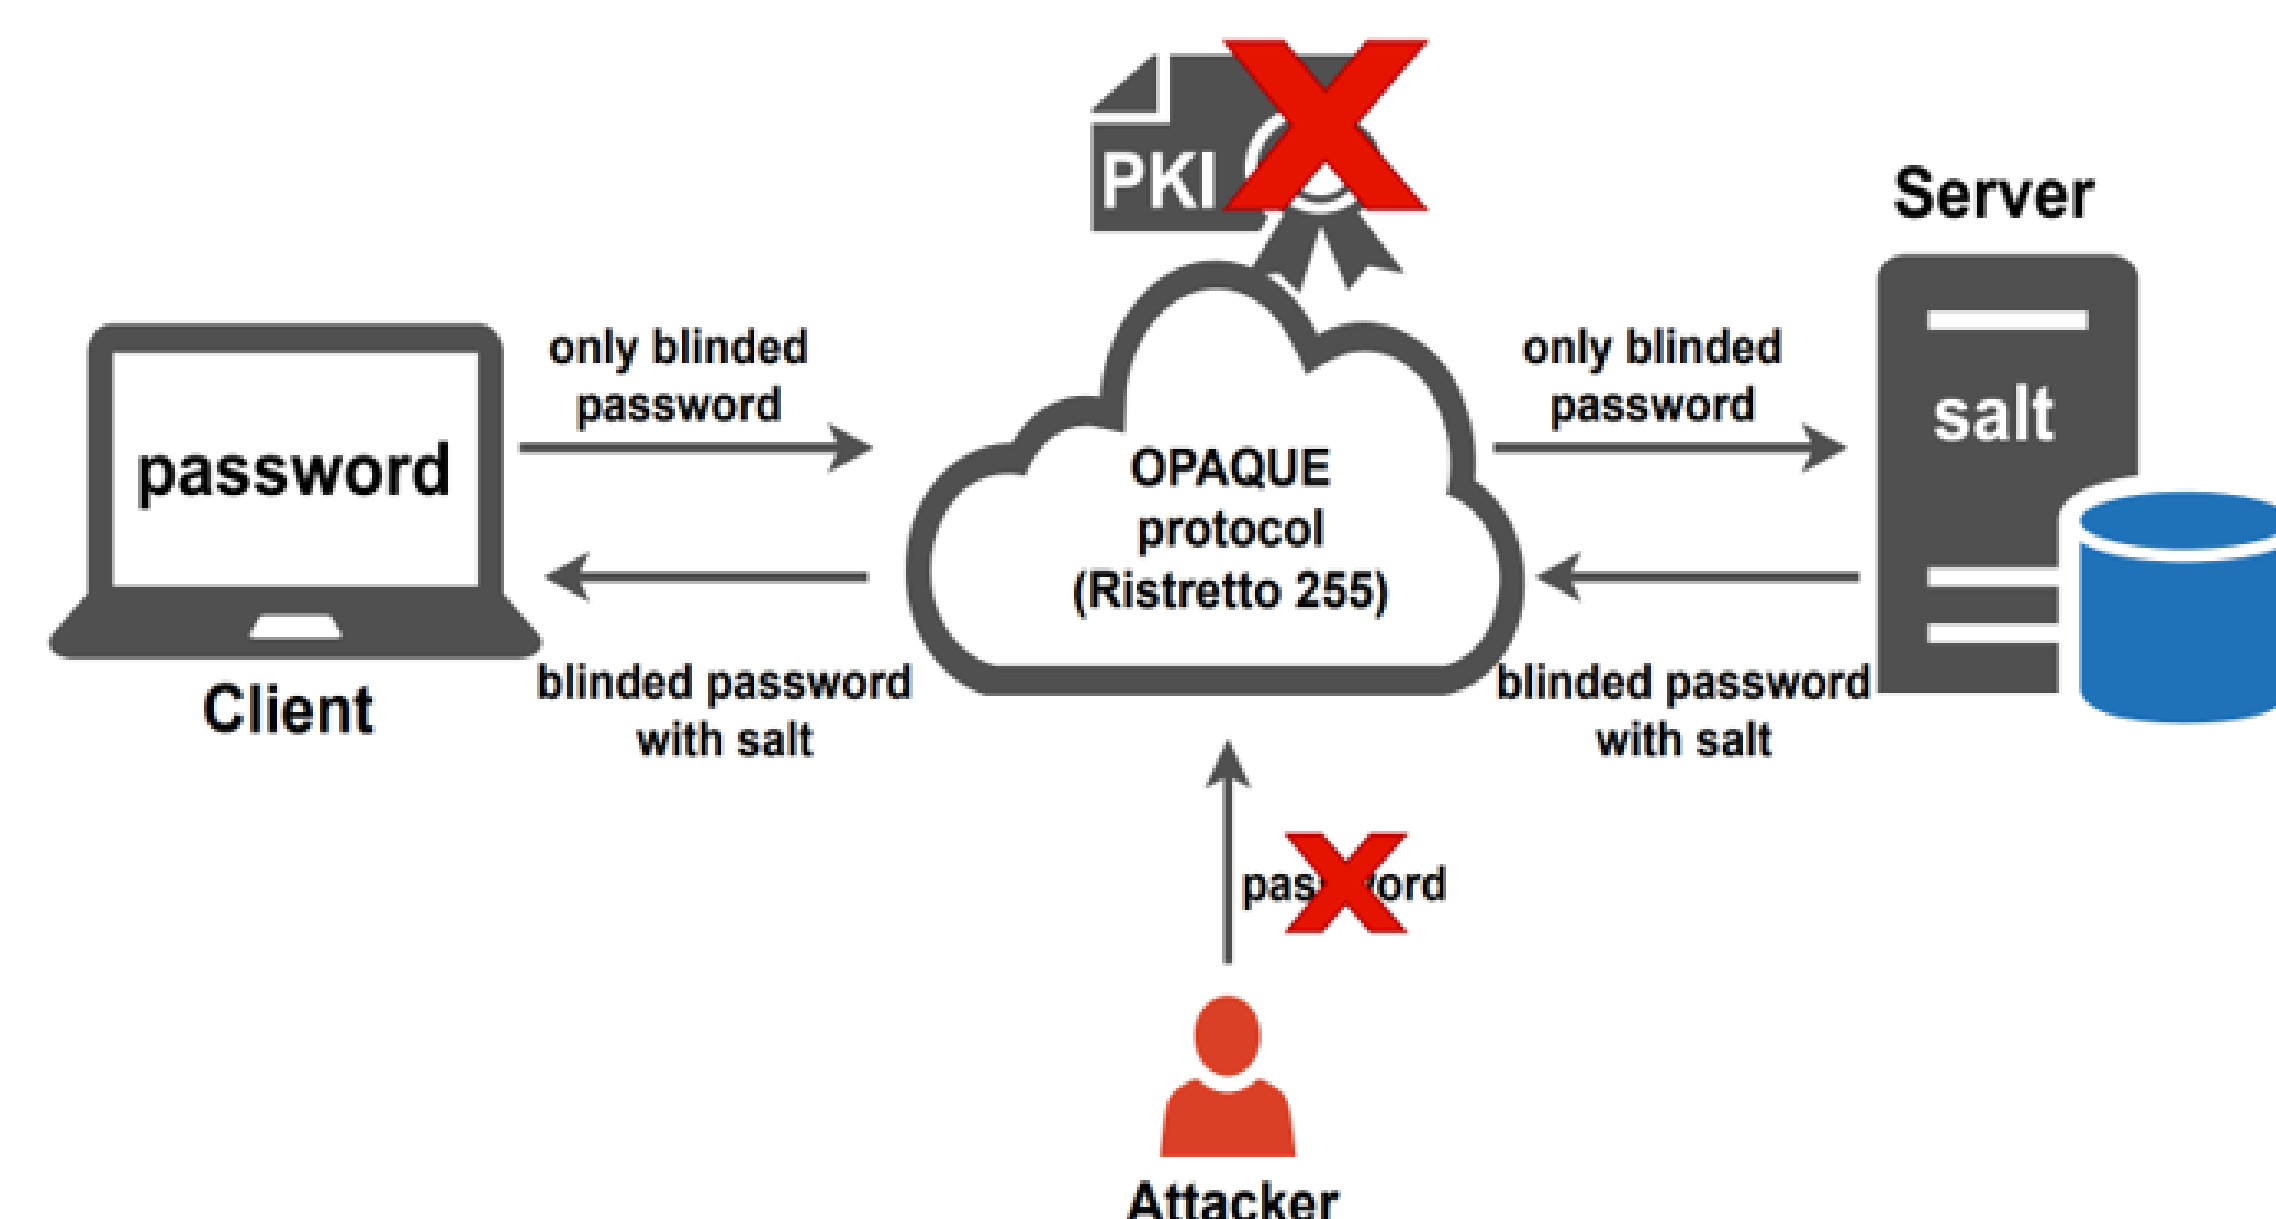 PKI
Server
only blinded
password
only blinded
password
salt
password
OPAQUE
protocol
(Ristretto 255)
blinded password
with salt
blinded password
with salt
Client
Attacker